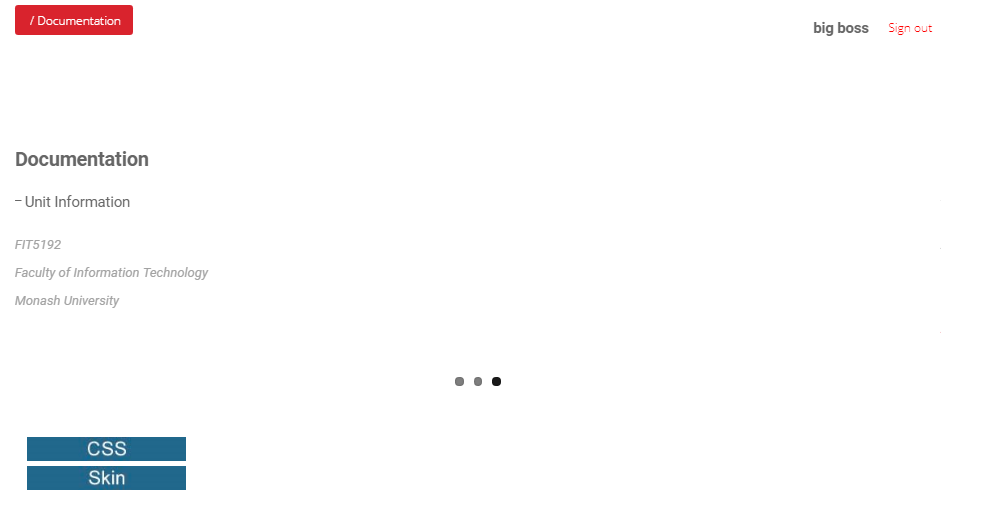 / Documentation
big boss Sign out
Documentation
– Unit Information
FIT5192
Faculty of Information Technology
Monash University
CSS
Skin